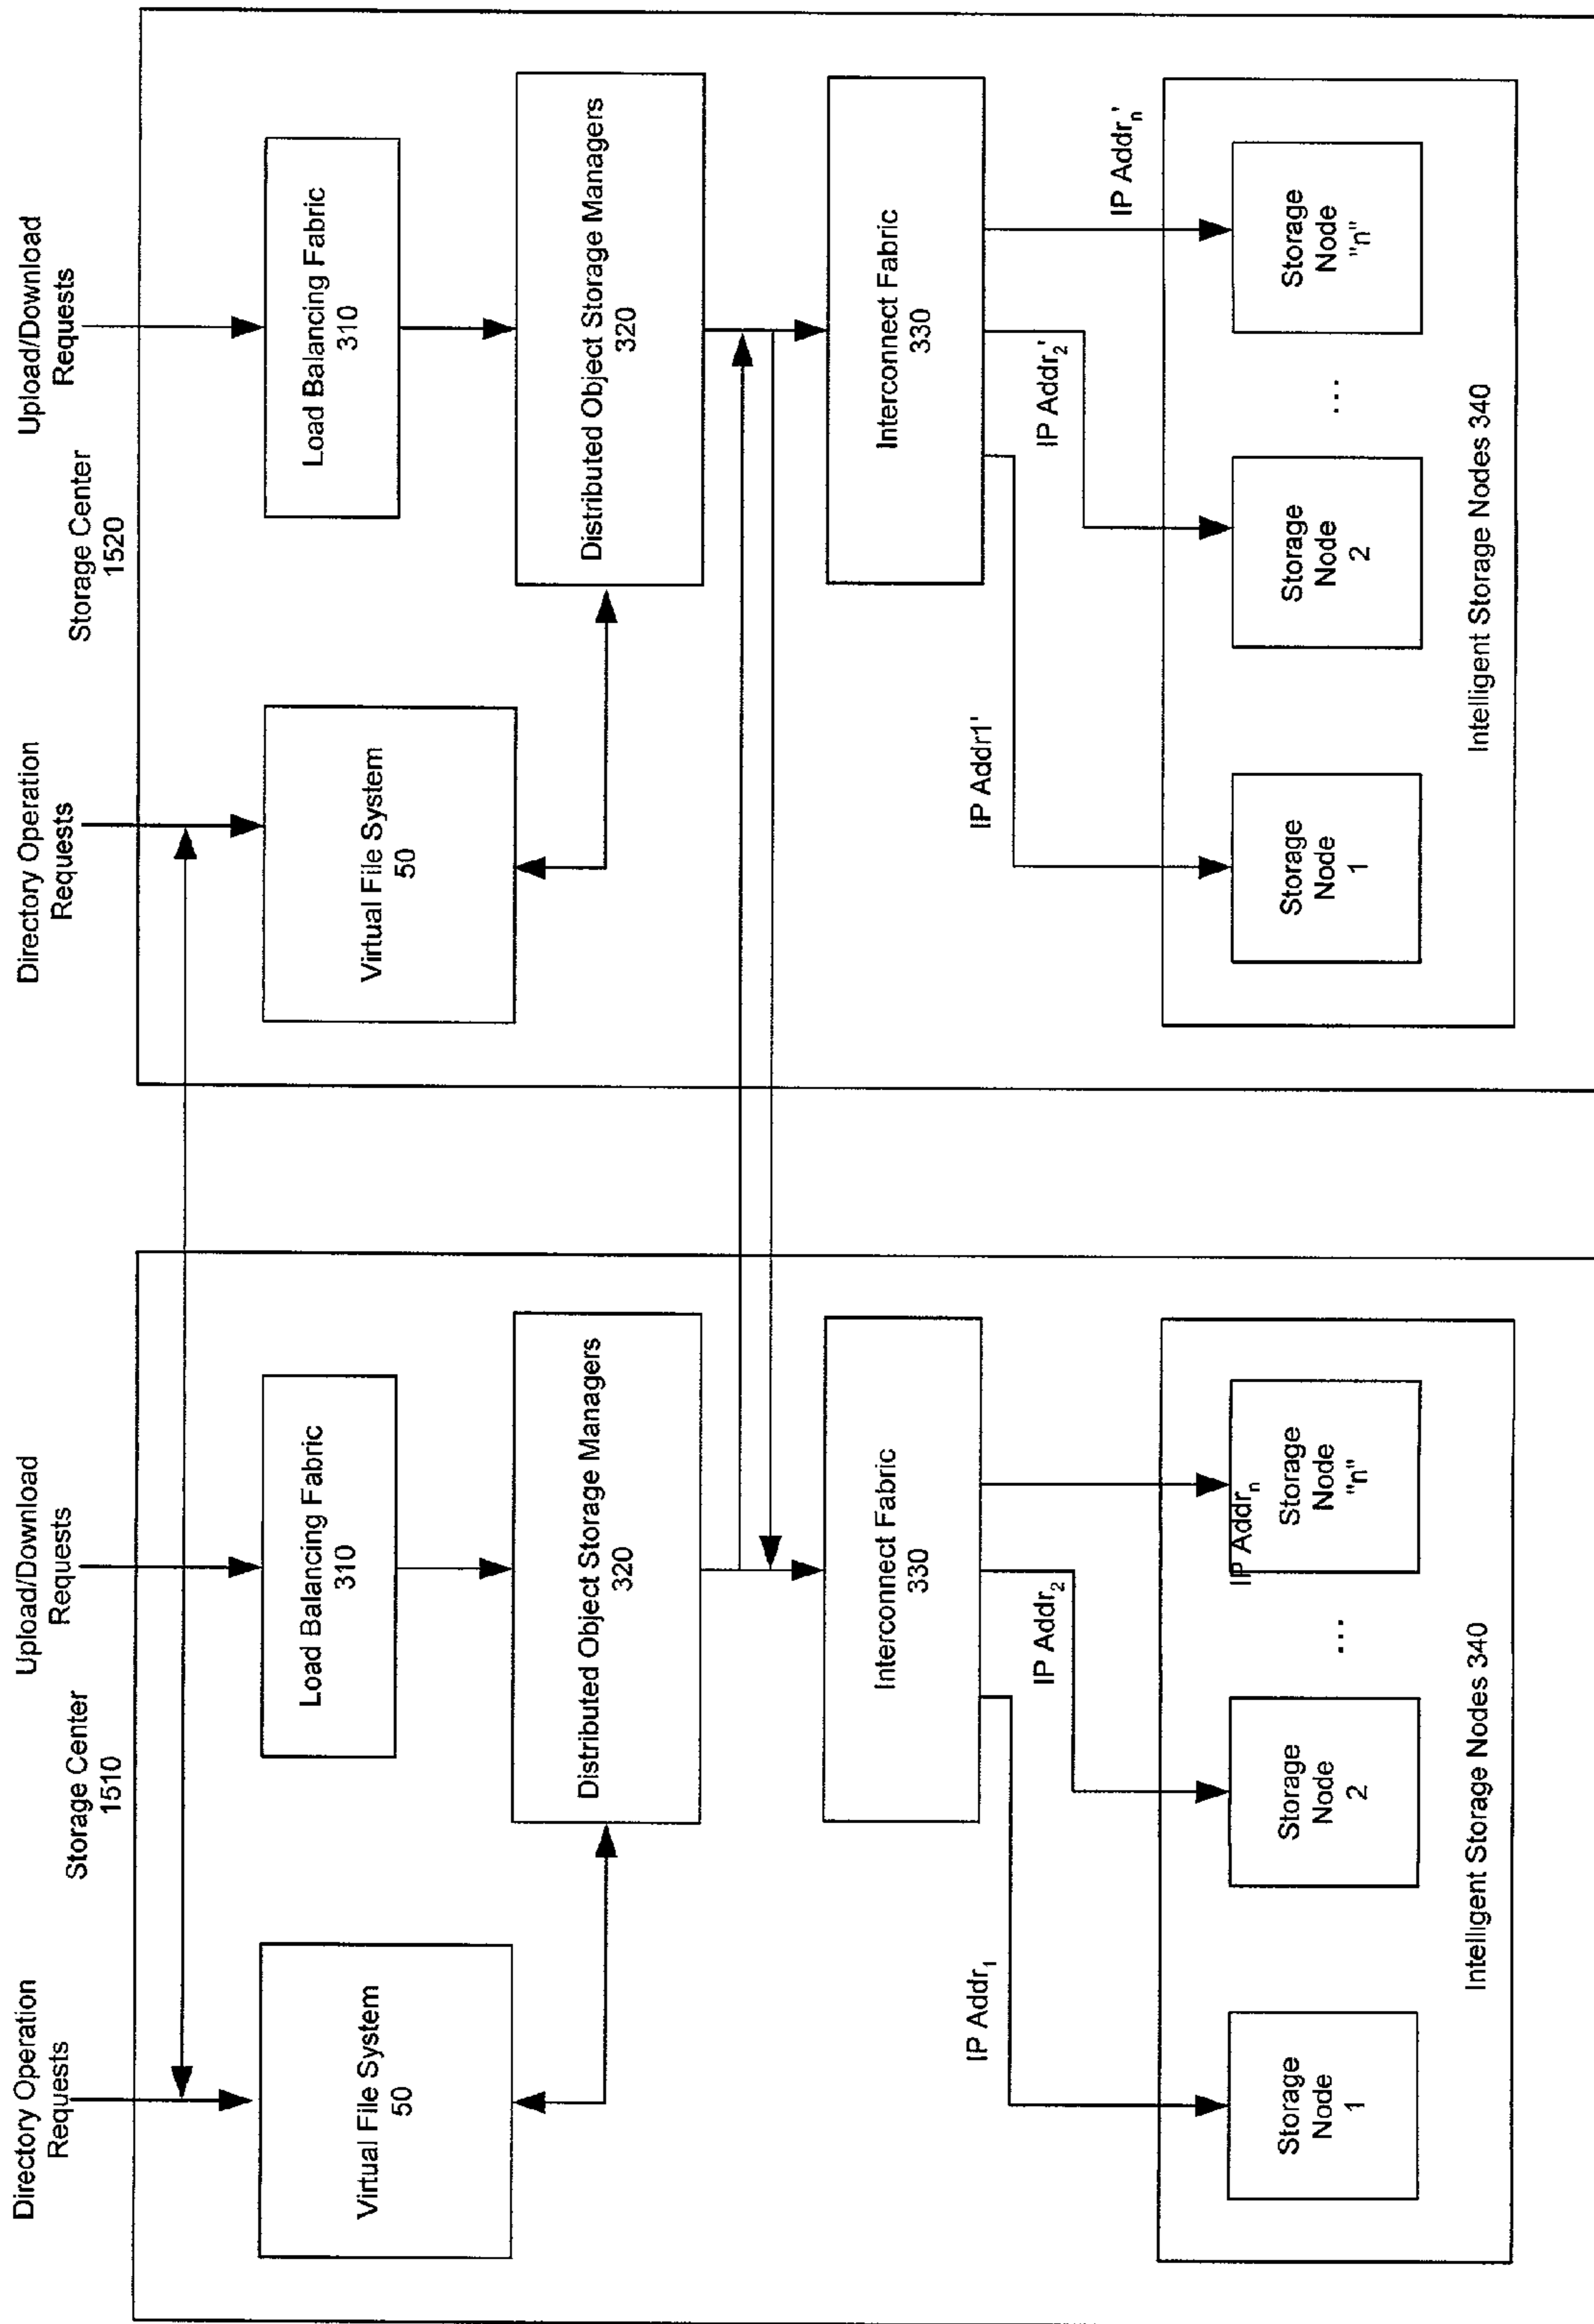 Directory Operation
Requests
Storage Center
1510
Upload/Download
Requests
Virtual File System
50
Load Balancing Fabric
310
Distributed Object Storage Managers
320
Interconnect Fabric
330
IP Addr1
IP Addr2
IP Addrn
Storage
Node
1
Storage
Node
2
...
Storage
Node
"n"
Intelligent Storage Nodes 340
Directory Operation
Requests
Storage Center
1520
Upload/Download
Requests
Virtual File System
50
Load Balancing Fabric
310
Distributed Object Storage Managers
320
Interconnect Fabric
330
IP Addr1'
IP Addr2'
IP Addrn'
Storage
Node
1
Storage
Node
2
...
Storage
Node
"n"
Intelligent Storage Nodes 340